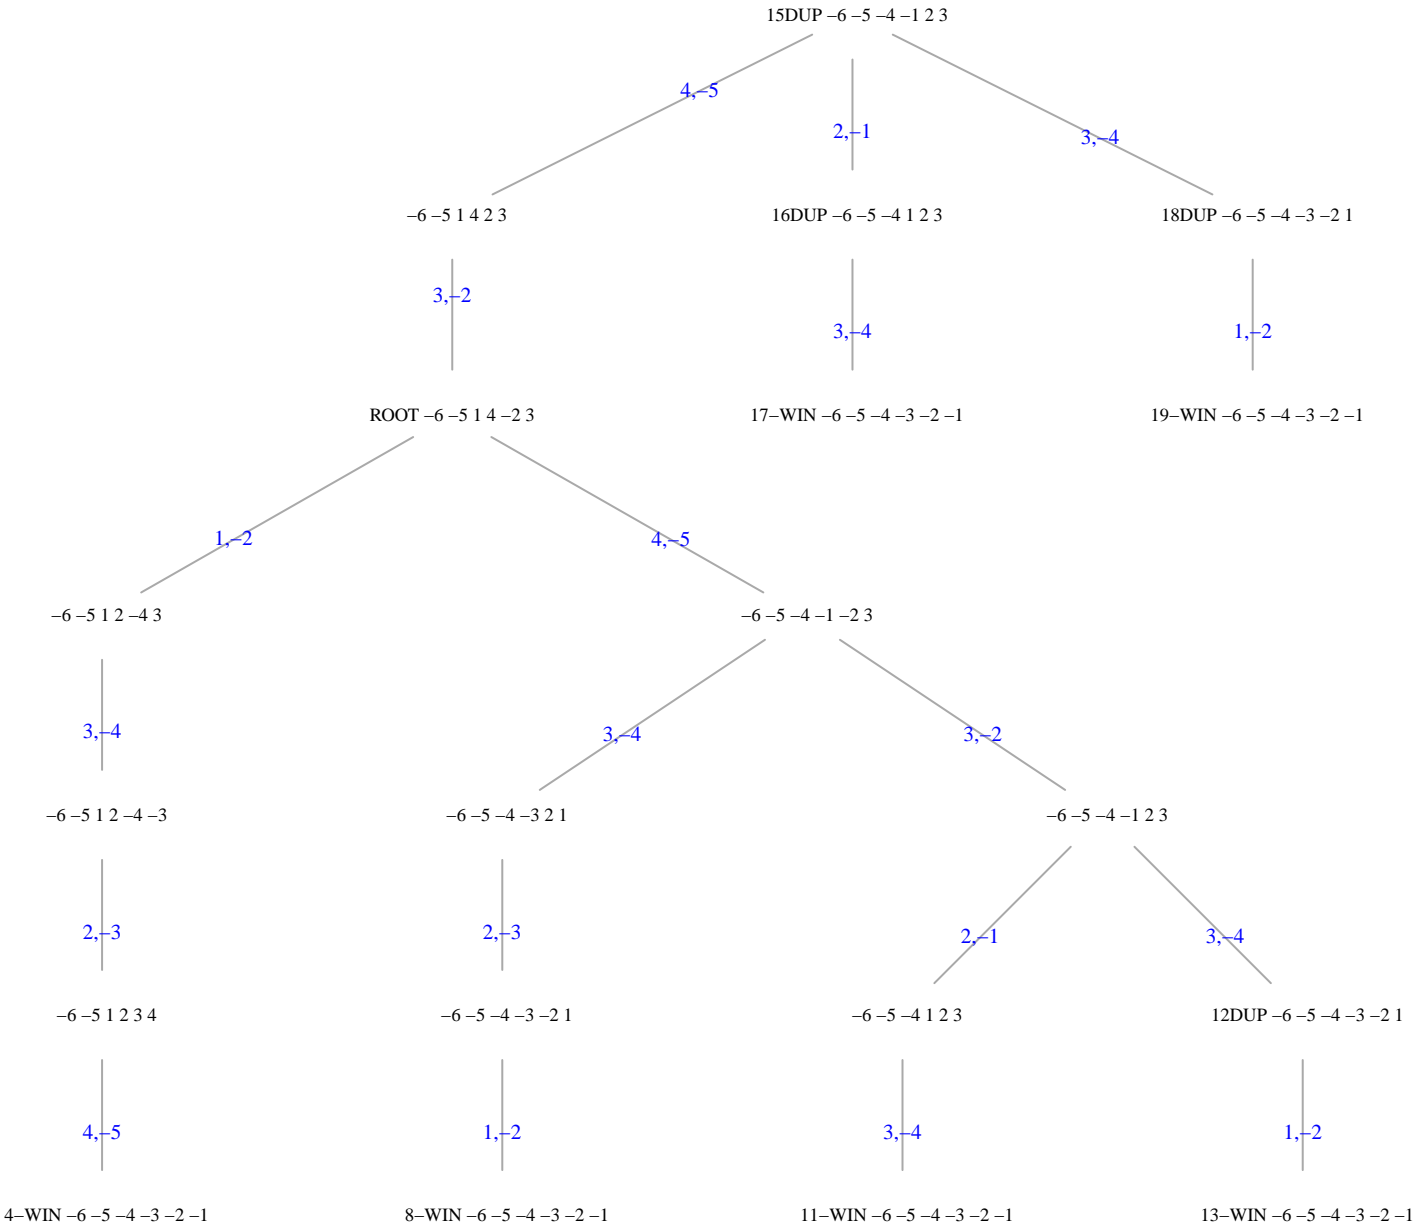 15DUP –6 –5 –4 –1 2 3
4,–5
2,–1
3,–4
–6 –5 1 4 2 3
16DUP –6 –5 –4 1 2 3
18DUP –6 –5 –4 –3 –2 1
3,–2
3,–4
1,–2
ROOT –6 –5 1 4 –2 3
17–WIN –6 –5 –4 –3 –2 –1
19–WIN –6 –5 –4 –3 –2 –1
1,–2
4,–5
–6 –5 1 2 –4 3
–6 –5 –4 –1 –2 3
3,–4
3,–4
3,–2
–6 –5 1 2 –4 –3
–6 –5 –4 –3 2 1
–6 –5 –4 –1 2 3
2,–3
2,–3
2,–1
3,–4
–6 –5 1 2 3 4
–6 –5 –4 –3 –2 1
–6 –5 –4 1 2 3
12DUP –6 –5 –4 –3 –2 1
4,–5
1,–2
3,–4
1,–2
4–WIN –6 –5 –4 –3 –2 –1
8–WIN –6 –5 –4 –3 –2 –1
11–WIN –6 –5 –4 –3 –2 –1
13–WIN –6 –5 –4 –3 –2 –1